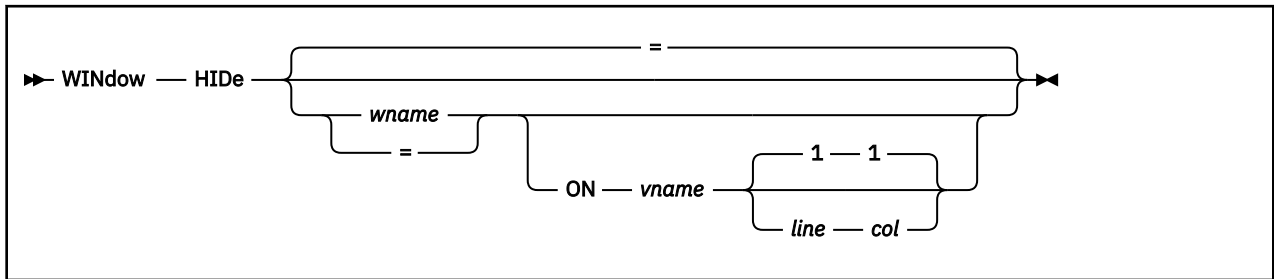 =
WINdow HIDe
wname
=
1 1
ON vname
line col